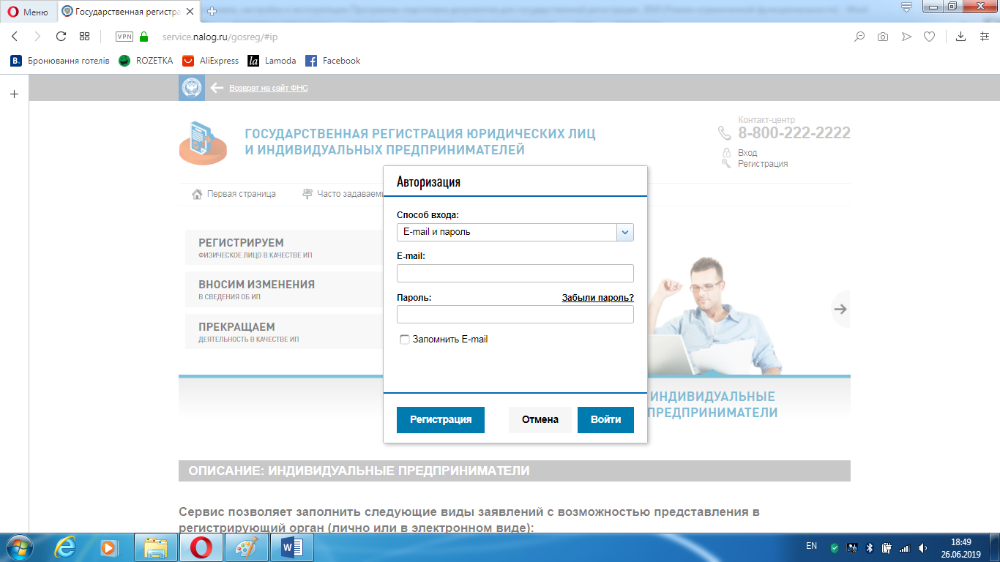 Меню
Государственная регистра
VPN
service.nalog.ru/gosreg/#ip
B. Бронювання готелів ROZETKA AliExpress la Lamoda Facebook
Возврат на сайт ФНС
ГОСУДАРСТВЕННАЯ РЕГИСТРАЦИЯ ЮРИДИЧЕСКИХ ЛИЦ
И ИНДИВИДУАЛЬНЫХ ПРЕДПРИНИМАТЕЛЕЙ
Контакт-центр
8-800-222-2222
Вход
Регистрация
Первая страница Часто задаваем
РЕГИСТРИРУЕМ
ФИЗИЧЕСКОЕ ЛИЦО В КАЧЕСТВЕ ИП
ВНОСИМ ИЗМЕНЕНИЯ
В СВЕДЕНИЯ ОБ ИП
ПРЕКРАЩАЕМ
ДЕЯТЕЛЬНОСТЬ В КАЧЕСТВЕ ИП
Авторизация
Способ входа:
E-mail и пароль
E-mail:
Пароль: Забыли пароль?
Запомнить E-mail
Регистрация Отмена Войти
ИНДИВИДУАЛЬНЫЕ
ПРЕДПРИНИМАТЕЛИ
ОПИСАНИЕ: ИНДИВИДУАЛЬНЫЕ ПРЕДПРИНИМАТЕЛИ
Сервис позволяет заполнить следующие виды заявлений с возможностью представления в
регистрирующий орган (лично или в электронном виде):
EN
18:49
26.06.2019